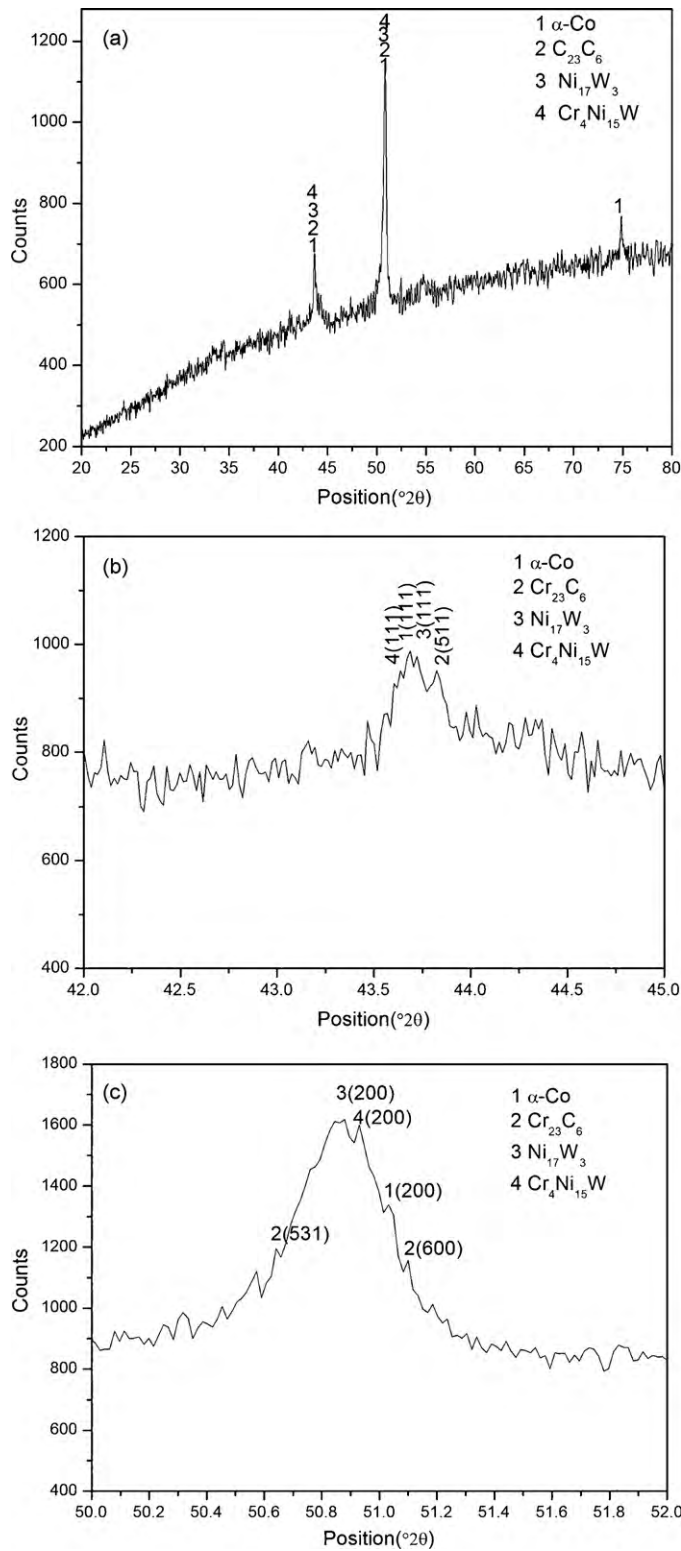 (a)
1 α-Co
2 C₂₃C₆
3 Ni₁₇W₃
4 Cr₄Ni₁₅W
4
3
2
1
4
3
2
1
1
1200
1000
800
600
400
200
Counts
20 25 30 35 40 45 50 55 60 65 70 75 80
Position(°2θ)
(b)
1 α-Co
2 Cr₂₃C₆
3 Ni₁₇W₃
4 Cr₄Ni₁₅W
4(111)
1(111)
3(111)
2(511)
1200
1000
800
600
400
Counts
42.0 42.5 43.0 43.5 44.0 44.5 45.0
Position(°2θ)
(c)
1 α-Co
2 Cr₂₃C₆
3 Ni₁₇W₃
4 Cr₄Ni₁₅W
3(200)
4(200)
1(200)
2(531)
2(600)
1800
1600
1400
1200
1000
800
600
400
Counts
50.0 50.2 50.4 50.6 50.8 51.0 51.2 51.4 51.6 51.8 52.0
Position(°2θ)